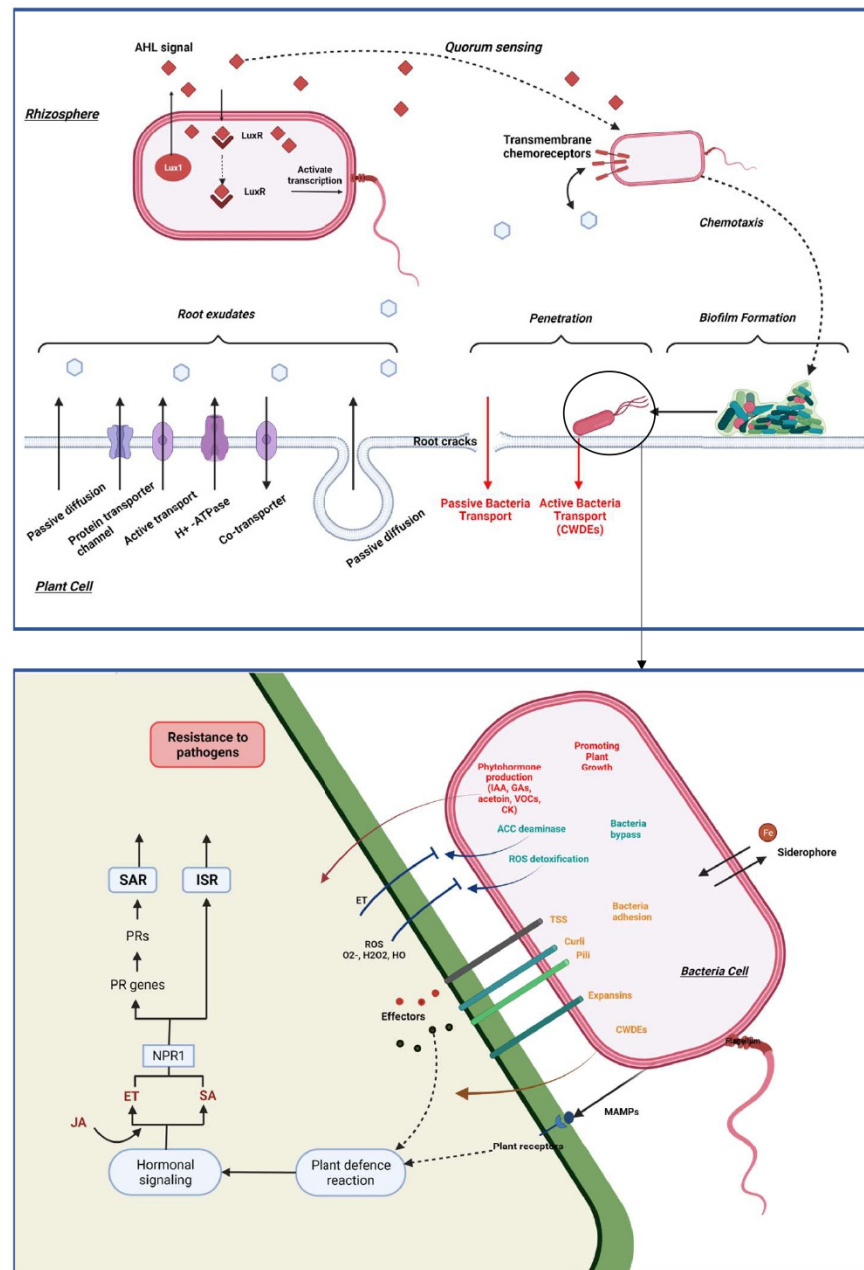 AHL signal
Quorum sensing
Rhizosphere
LuxR
Lux1
Activate
transcription
LuxR
Transmembrane
chemoreceptors
Chemotaxis
Root exudates
Penetration
Biofilm Formation
Root cracks
Passive diffusion
Protein transporter
channel
Active transport
H+ -ATPase
Co-transporter
Passive diffusion
Passive Bacteria
Transport
Active Bacteria
Transport
(CWDEs)
Plant Cell
Resistance to
pathogens
Phytohormone
production
(IAA, GAs,
acetoin, VOCs,
CK)
Promoting
Plant
Growth
ACC deaminase
Bacteria
bypass
ROS detoxification
Fe
Siderophore
SAR
ISR
ET
ROS
O2-, H2O2, HO
TSS
Curli
Pili
Bacteria
adhesion
Bacteria Cell
PRs
PR genes
Effectors
Expansins
CWDEs
Flagellum
NPR1
ET
SA
JA
MAMPs
Plant receptors
Hormonal
signaling
Plant defence
reaction